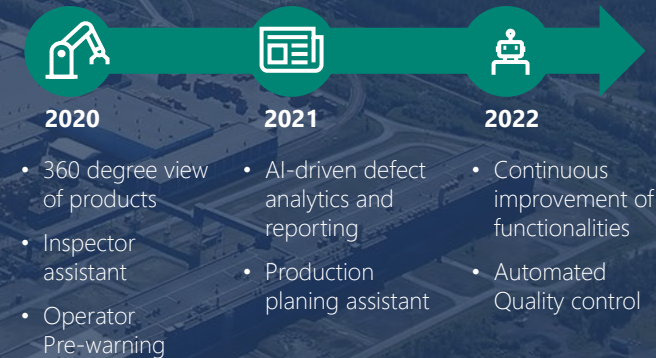 2020
• 360 degree view
of products
• Inspector
assistant
• Operator
Pre-warning
2021
• AI-driven defect
analytics and
reporting
• Production
planing assistant
2022
• Continuous
improvement of
functionalities
• Automated
Quality control